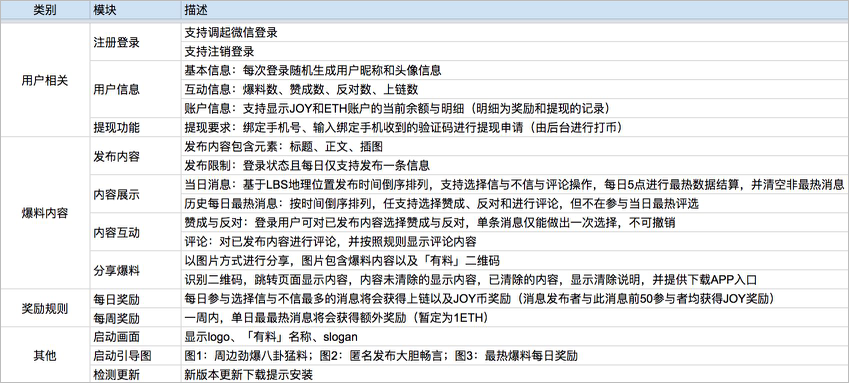 类别 模块 描述
用户相关 注册登录 支持调起微信登录
支持注销登录
用户信息 基本信息：每次登录随机生成用户昵称和头像信息
互动信息：爆料数、赞成数、反对数、上链数
账户信息：支持显示JOY和ETH账户的当前余额与明细（明细为奖励和提现的记录）
提现功能 提现要求：绑定手机号、输入绑定手机收到的验证码进行提现申请（由后台进行打币）
爆料内容 发布内容 发布内容包含元素：标题、正文、插图
发布限制：登录状态且每日仅支持发布一条信息
内容展示 当日消息：基于LBS地理位置发布时间倒序排列，支持选择信与不信与评论操作，每日5点进行最热数据结算，并清空非最热消息
历史每日最热消息：按时间倒序排列，任支持选择赞成、反对和进行评论，但不在参与当日最热评选
内容互动 赞成与反对：登录用户可对已发布内容选择赞成与反对，单条消息仅能做出一次选择，不可撤销
评论：对已发布内容进行评论，并按照规则显示评论内容
分享爆料 以图片方式进行分享，图片包含爆料内容以及「有料」二维码
识别二维码，跳转页面显示内容，内容未清除的显示内容，已清除的内容，显示清除说明，并提供下载APP入口
奖励规则 每日奖励 每日参与选择信与不信最多的消息将会获得上链以及JOY币奖励（消息发布者与此消息前50参与者均获得JOY奖励）
每周奖励 一周内，单日最最热消息将会获得额外奖励（暂定为1ETH）
其他 启动画面 显示logo、「有料」名称、slogan
启动引导图 图1：周边劲爆八卦猛料；图2：匿名发布大胆畅言；图3：最热爆料每日奖励
检测更新 新版本更新下载提示安装